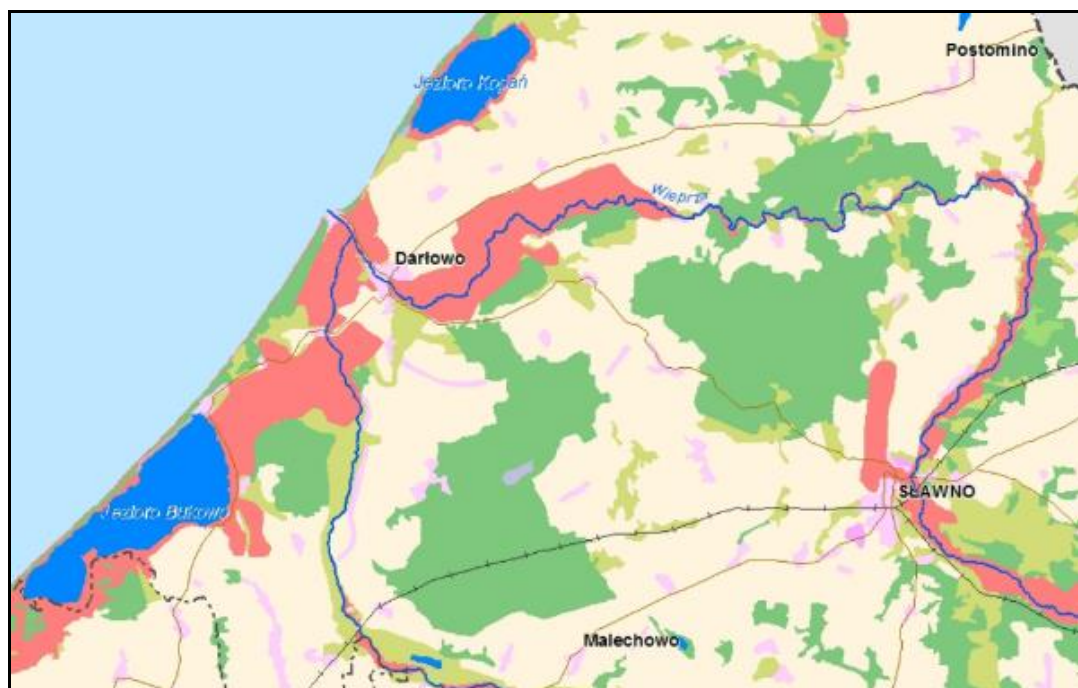 Postomino
Jezioro Kopań
Wieprza
Darłowo
SŁAWNO
Jezioro Bukowo
Malechowo